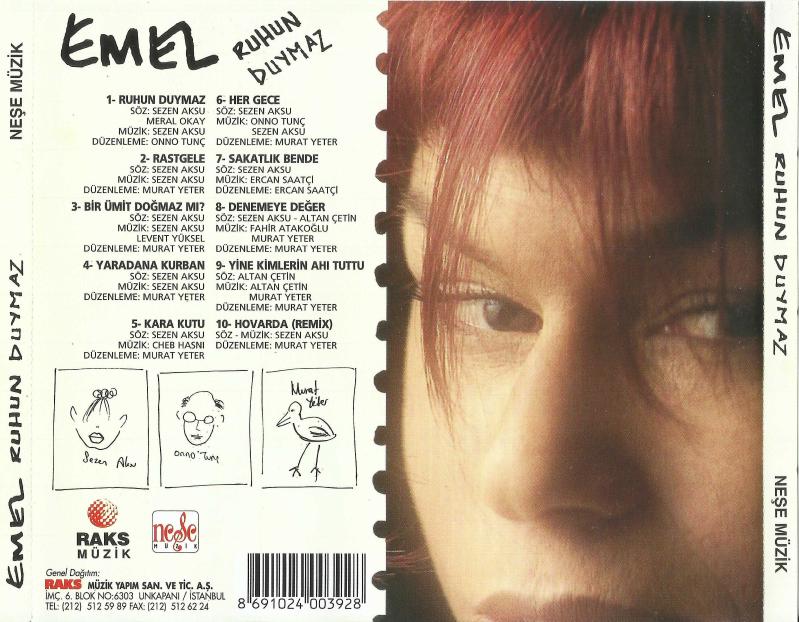 EMEL
RUHUN
DUYMAZ
1- RUHUN DUYMAZ
SÖZ: SEZEN AKSU
MERAL OKAY
MÜZİK: SEZEN AKSU
DÜZENLEME: ONNO TUNÇ
2- RASTGELE
SÖZ: SEZEN AKSU
MÜZİK: SEZEN AKSU
DÜZENLEME: MURAT YETER
3- BİR ÜMİT DOĞMAZ MI?
SÖZ: SEZEN AKSU
MÜZİK: SEZEN AKSU
LEVENT YÜKSEL
DÜZENLEME: MURAT YETER
4- YARADANA KURBAN
SÖZ: SEZEN AKSU
MÜZİK: SEZEN AKSU
DÜZENLEME: MURAT YETER
5- KARA KUTU
SÖZ: SEZEN AKSU
MÜZİK: CHEB HASNI
DÜZENLEME: MURAT YETER
6- HER GECE
SÖZ: SEZEN AKSU
MÜZİK: ONNO TUNÇ
SEZEN AKSU
DÜZENLEME: MURAT YETER
7- SAKATLIK BENDE
SÖZ: SEZEN AKSU
MÜZİK: ERCAN SAATÇİ
DÜZENLEME: ERCAN SAATÇİ
8- DENEMEYE DEĞER
SÖZ: SEZEN AKSU - ALTAN ÇETİN
MÜZİK: FAHİR ATAKOĞLU
MURAT YETER
DÜZENLEME: MURAT YETER
9- YİNE KİMLERİN AHI TUTTU
SÖZ: ALTAN ÇETİN
MÜZİK: ALTAN ÇETİN
MURAT YETER
DÜZENLEME: MURAT YETER
10- HOVARDA (REMIX)
SÖZ - MÜZİK: SEZEN AKSU
DÜZENLEME: MURAT YETER
Sezen Aksu
Onno Tunç
Murat
Yeter
RAKS
MÜZİK
neşe
MÜZİK
Genel Dağıtım:
RAKS MÜZİK YAPIM SAN. VE TİC. A.Ş.
İMÇ. 6. BLOK NO:6303 UNKAPANI / İSTANBUL
TEL: (212) 512 59 89 FAX: (212) 512 62 24
8 691024 003928
EMEL RUHUN DUYMAZ
NEŞE MÜZİK
EMEL RUHUN DUYMAZ
NEŞE MÜZİK